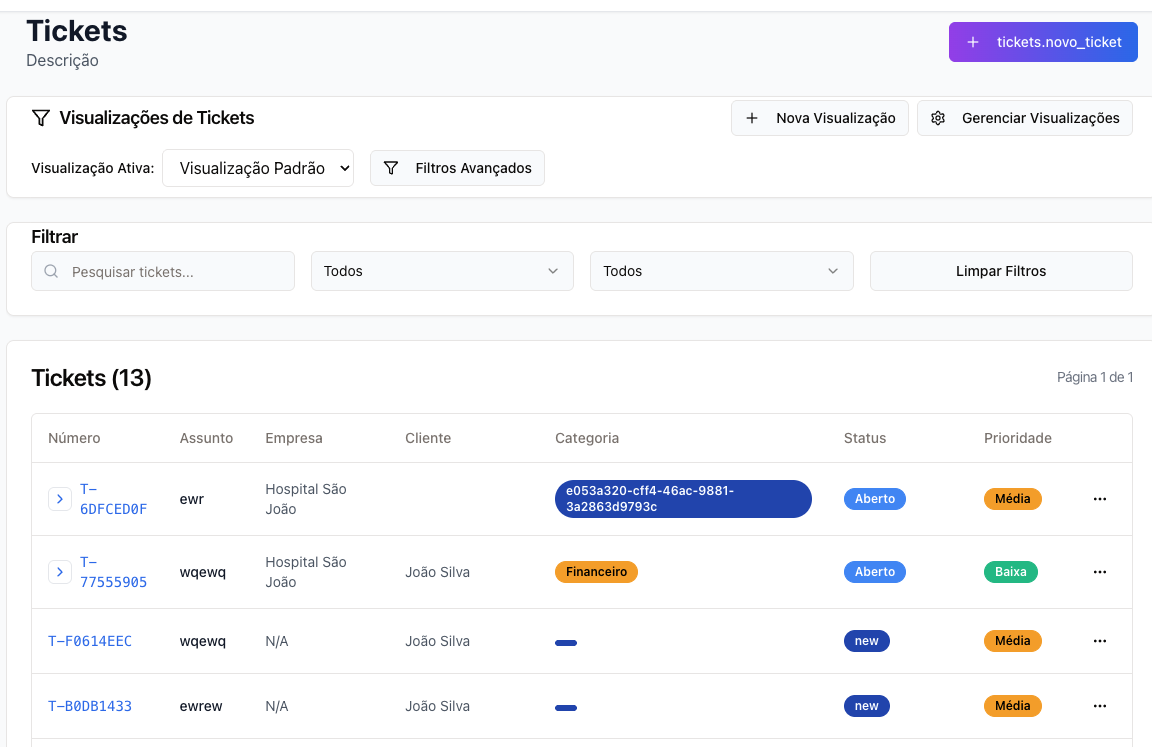 Tickets
Descrição
tickets.novo_ticket
Visualizações de Tickets
Nova Visualização
Gerenciar Visualizações
Visualização Ativa:
Visualização Padrão
Filtros Avançados
Filtrar
Pesquisar tickets...
Todos
Todos
Limpar Filtros
Tickets (13)
Página 1 de 1
Número Assunto Empresa Cliente Categoria Status Prioridade
T-
6DFCED0F
ewr
Hospital São
João
e053a320-cff4-46ac-9881-
3a2863d9793c
Aberto
Média
T-
77555905
wqewq
Hospital São
João
João Silva
Financeiro
Aberto
Baixa
T-F0614EEC wqewq N/A João Silva new Média
T-B0DB1433 ewrew N/A João Silva new Média